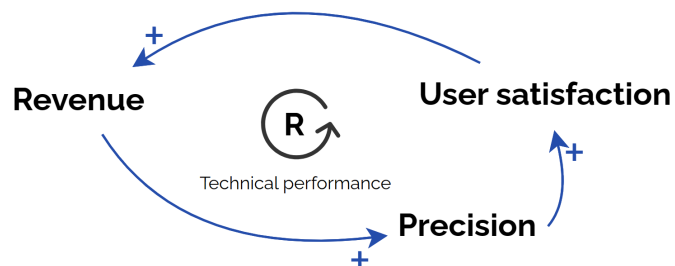 +
Revenue
User satisfaction
R
+
Technical performance
Precision
+